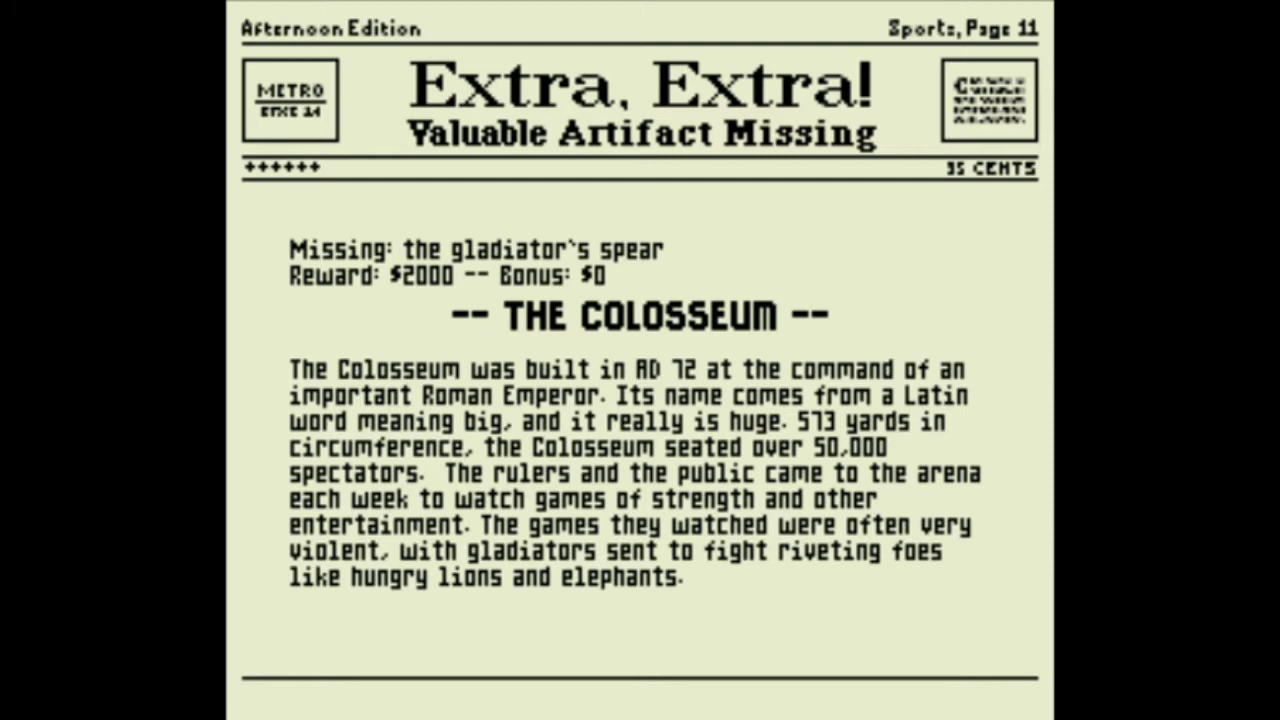 Afternoon Edition
Sports, Page 11
METRO
Extra, Extra!
Valuable Artifact Missing
++++++
35 CENTS
Missing: the gladiator`s spear
Reward: $2000 -- Bonus: $0
-- THE COLOSSEUM --
The Colosseum was built in AD 72 at the command of an
important Roman Emperor. Its name comes from a Latin
word meaning big, and it really is huge. 573 yards in
circumference, the Colosseum seated over 50,000
spectators.  The rulers and the public came to the arena
each week to watch games of strength and other
entertainment. The games they watched were often very
violent, with gladiators sent to fight riveting foes
like hungry lions and elephants.